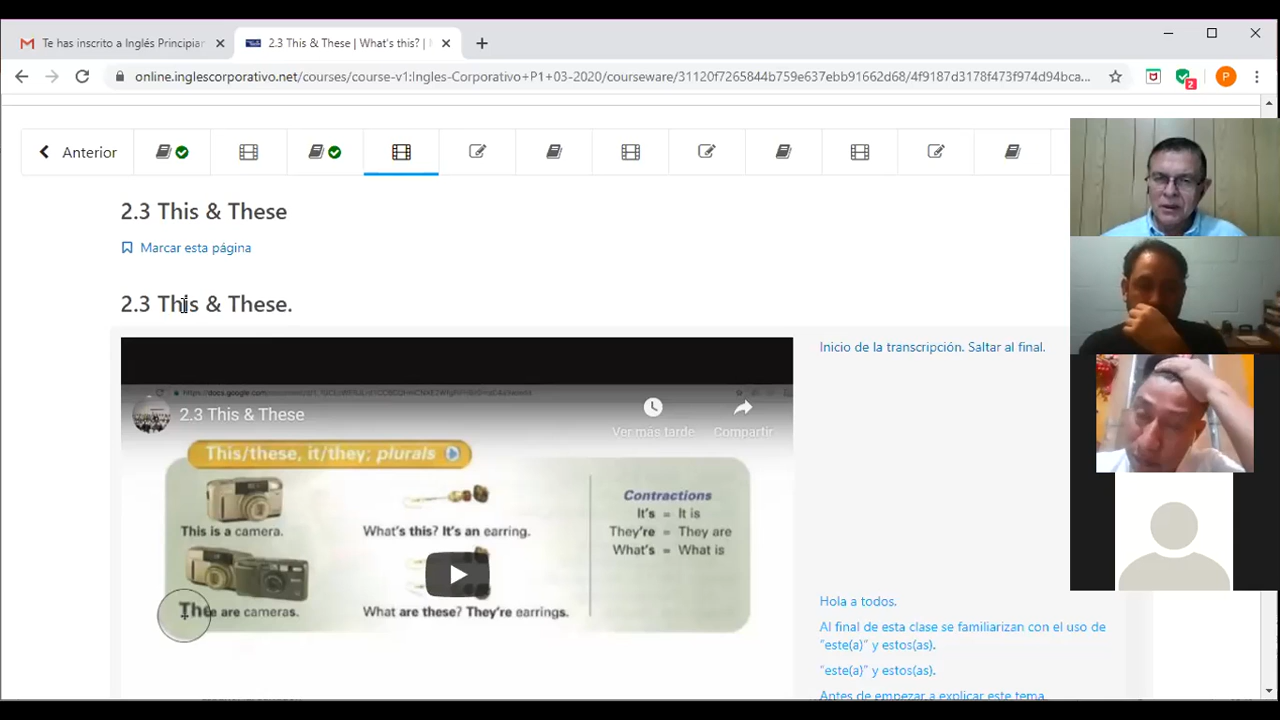 Te has inscrito a Inglés Principian
2.3 This & These | What's this? |
online.inglescorporativo.net/courses/course-v1:Ingles-Corporativo+P1+03-2020/courseware/31120f7265844b759e637ebb91662d68/4f9187d3178f473f974d94bca...
P
2
Anterior
2.3 This & These
Marcar esta página
2.3 This & These.
Inicio de la transcripción. Saltar al final.
2.3 This & These
Ver más tarde
Compartir
This/these, it/they; plurals
Contractions
It's = It is
They're = They are
What's = What is
This is a camera.
What's this? It's an earring.
are cameras.
What are these? They're earrings.
Hola a todos.
Al final de esta clase se familiarizan con el uso de
"este(a)" y estos(as).
"este(a)" y estos(as).
Antes de empezar a explicar este tema